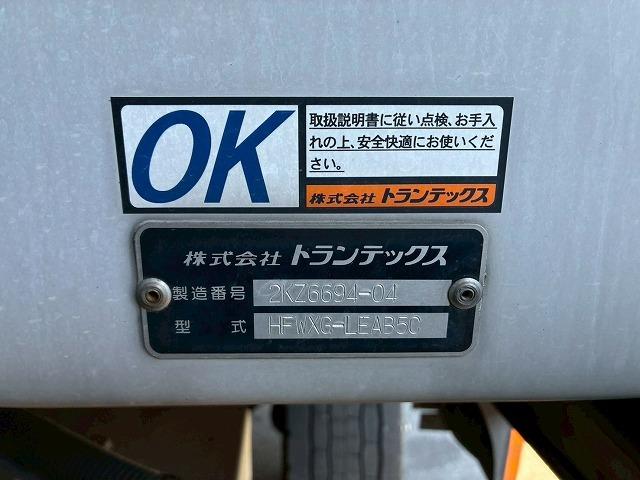 OK
取扱説明書に従い点検、お手入
れの上、安全快適にお使いくだ
さい。
株式会社 トランテックス
株式会社 トランテックス
製造番号 2KZ6694-04
型式 HFWXG-LEAB5C